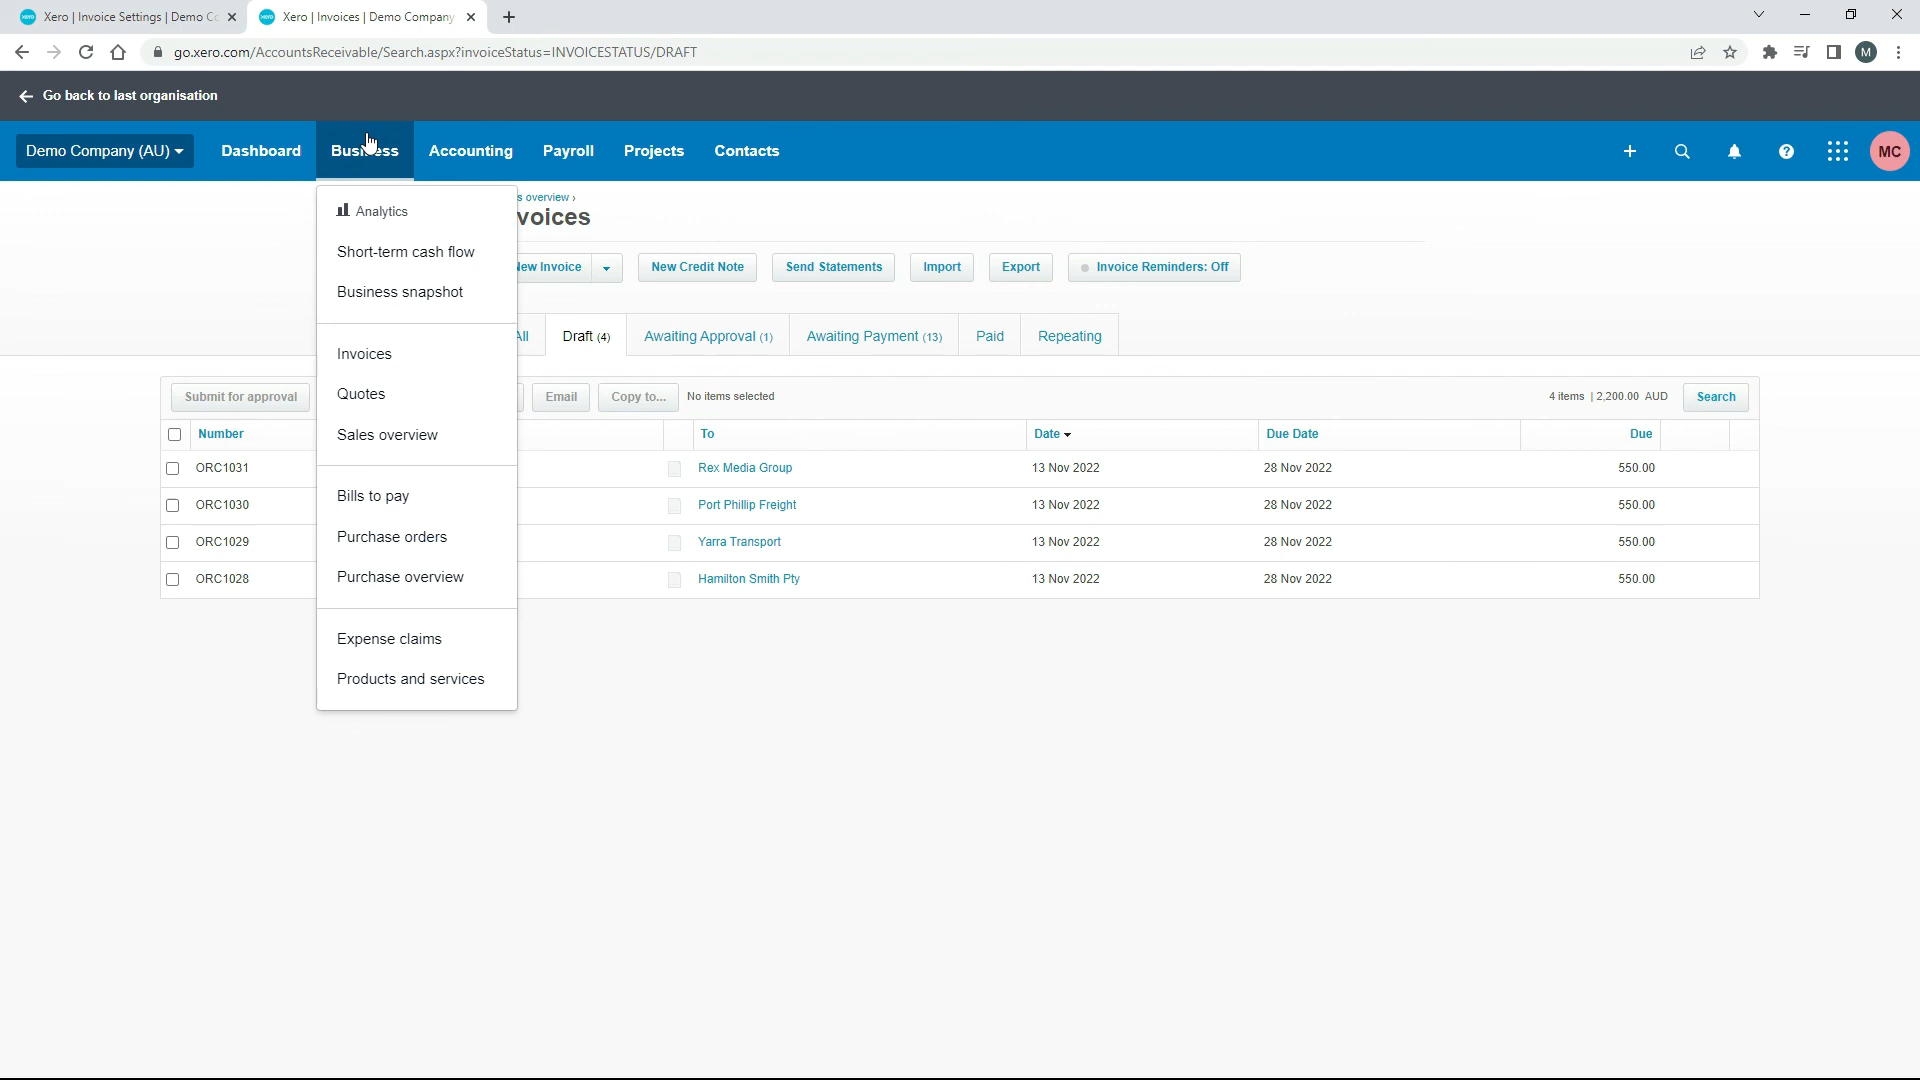 Xero | Invoice Settings | Demo Co
Xero | Invoices | Demo Company
go.xero.com/AccountsReceivable/Search.aspx?invoiceStatus=INVOICESTATUS/DRAFT
M
Go back to last organisation
Demo Company (AU)
Dashboard
Business
Accounting
Payroll
Projects
Contacts
MC
Analytics
Short-term cash flow
Business snapshot
Invoices
Quotes
Sales overview
Bills to pay
Purchase orders
Purchase overview
Expense claims
Products and services
s overview ›
voices
New Invoice
New Credit Note
Send Statements
Import
Export
Invoice Reminders: Off
All
Draft (4)
Awaiting Approval (1)
Awaiting Payment (13)
Paid
Repeating
Submit for approval
Email
Copy to...
No items selected
4 items | 2,200.00 AUD
Search
Number To Date Due Date Due
ORC1031 Rex Media Group 13 Nov 2022 28 Nov 2022 550.00
ORC1030 Port Phillip Freight 13 Nov 2022 28 Nov 2022 550.00
ORC1029 Yarra Transport 13 Nov 2022 28 Nov 2022 550.00
ORC1028 Hamilton Smith Pty 13 Nov 2022 28 Nov 2022 550.00